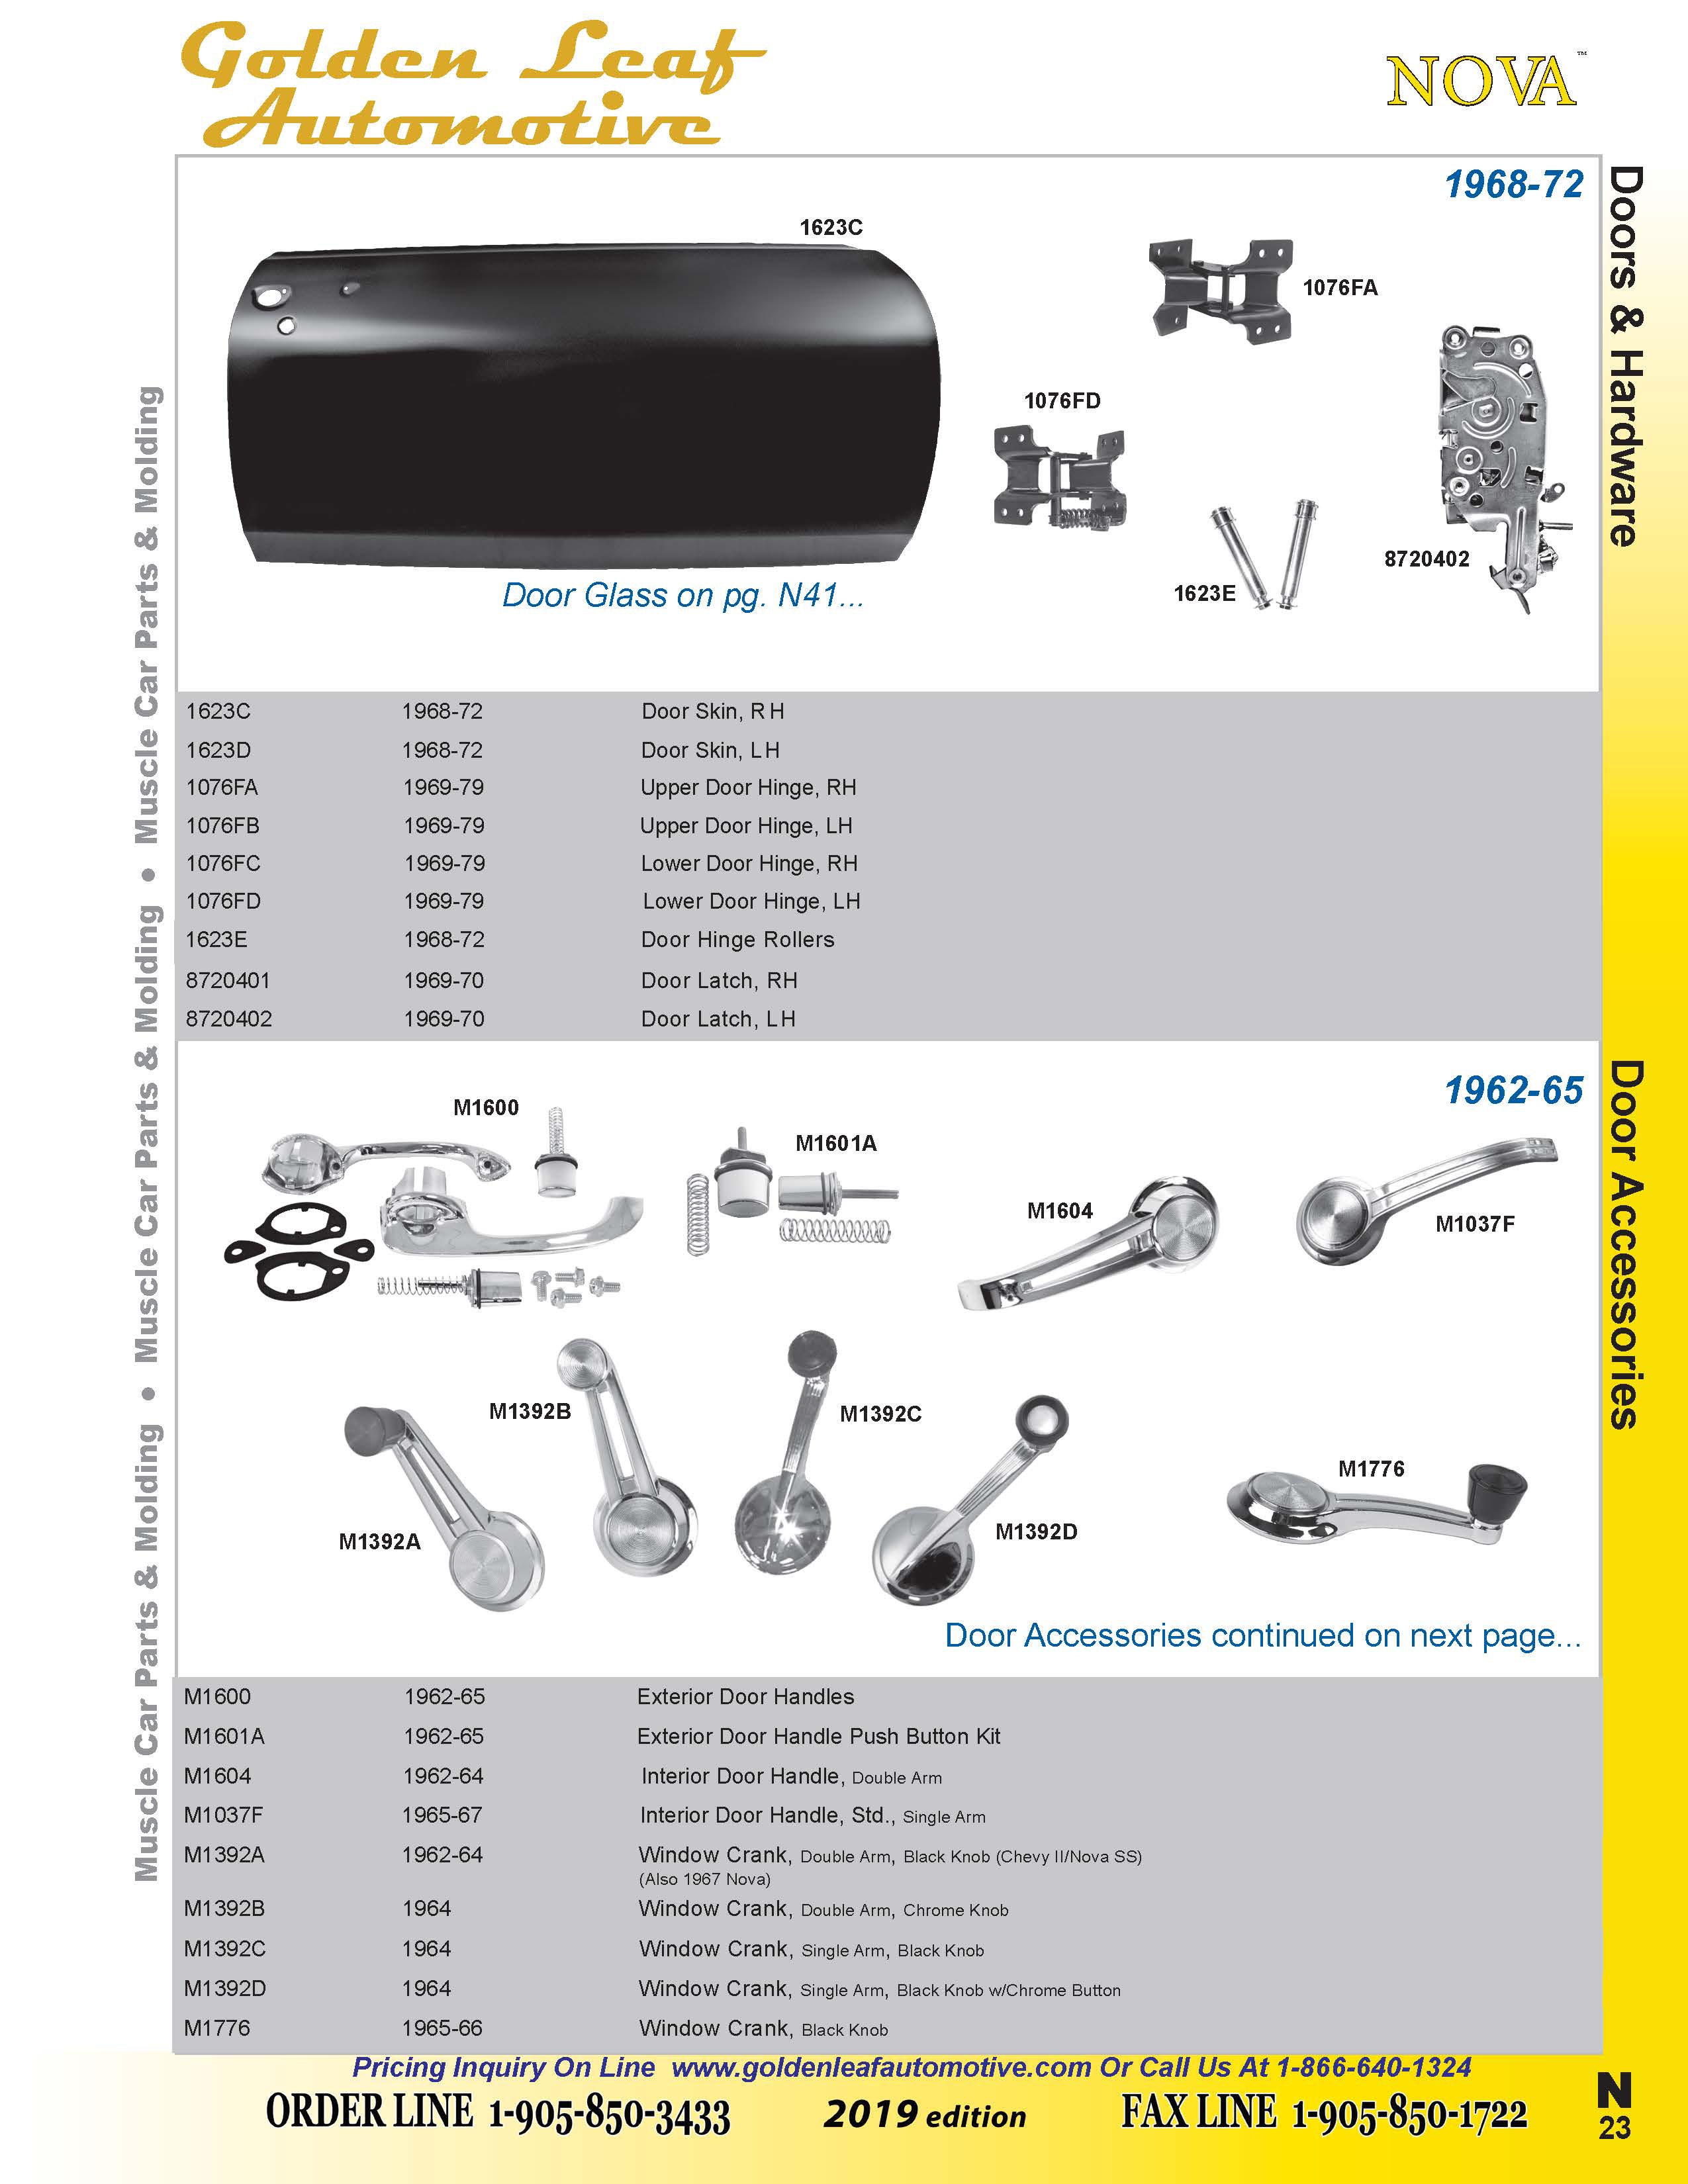 Golden Leaf
Automotive
NOVA™
1968-72
1623C
1076FA
1076FD
8720402
1623E
Door Glass on pg. N41...
1623C 1968-72 Door Skin, RH
1623D 1968-72 Door Skin, LH
1076FA 1969-79 Upper Door Hinge, RH
1076FB 1969-79 Upper Door Hinge, LH
1076FC 1969-79 Lower Door Hinge, RH
1076FD 1969-79 Lower Door Hinge, LH
1623E 1968-72 Door Hinge Rollers
8720401 1969-70 Door Latch, RH
8720402 1969-70 Door Latch, LH
Doors & Hardware
1962-65
M1600
M1601A
M1604
M1037F
M1392B
M1392C
M1392A
M1392D
M1776
Door Accessories continued on next page...
M1600 1962-65 Exterior Door Handles
M1601A 1962-65 Exterior Door Handle Push Button Kit
M1604 1962-64 Interior Door Handle, Double Arm
M1037F 1965-67 Interior Door Handle, Std., Single Arm
M1392A 1962-64 Window Crank, Double Arm, Black Knob (Chevy II/Nova SS)
(Also 1967 Nova)
M1392B 1964 Window Crank, Double Arm, Chrome Knob
M1392C 1964 Window Crank, Single Arm, Black Knob
M1392D 1964 Window Crank, Single Arm, Black Knob w/Chrome Button
M1776 1965-66 Window Crank, Black Knob
Door Accessories
Muscle Car Parts & Molding • Muscle Car Parts & Molding • Muscle Car Parts & Molding
Pricing Inquiry On Line www.goldenleafautomotive.com Or Call Us At 1-866-640-1324
ORDER LINE 1-905-850-3433 2019 edition FAX LINE 1-905-850-1722
N
23